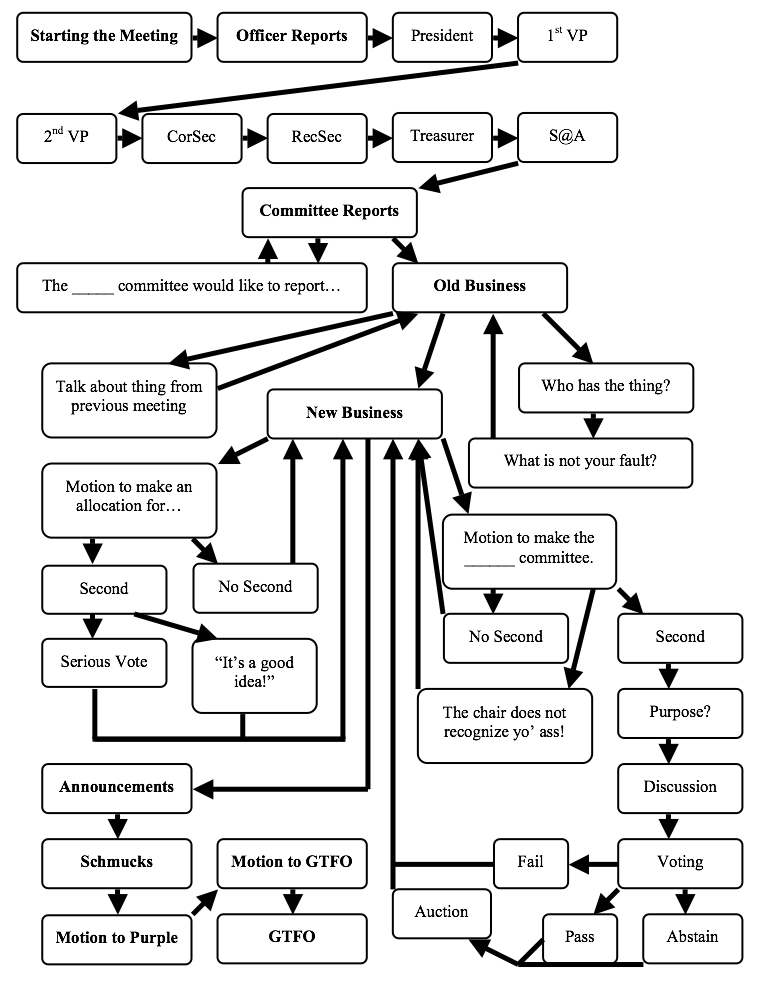 Starting the Meeting
Officer Reports
President
1st VP
2nd VP
CorSec
RecSec
Treasurer
S@A
Committee Reports
The _____ committee would like to report…
Old Business
Talk about thing from
previous meeting
Who has the thing?
New Business
What is not your fault?
Motion to make an
allocation for…
Motion to make the
______ committee.
Second
No Second
No Second
Second
Serious Vote
“It’s a good
idea!”
The chair does not
recognize yo’ ass!
Purpose?
Announcements
Discussion
Schmucks
Motion to GTFO
Fail
Voting
Motion to Purple
GTFO
Auction
Pass
Abstain